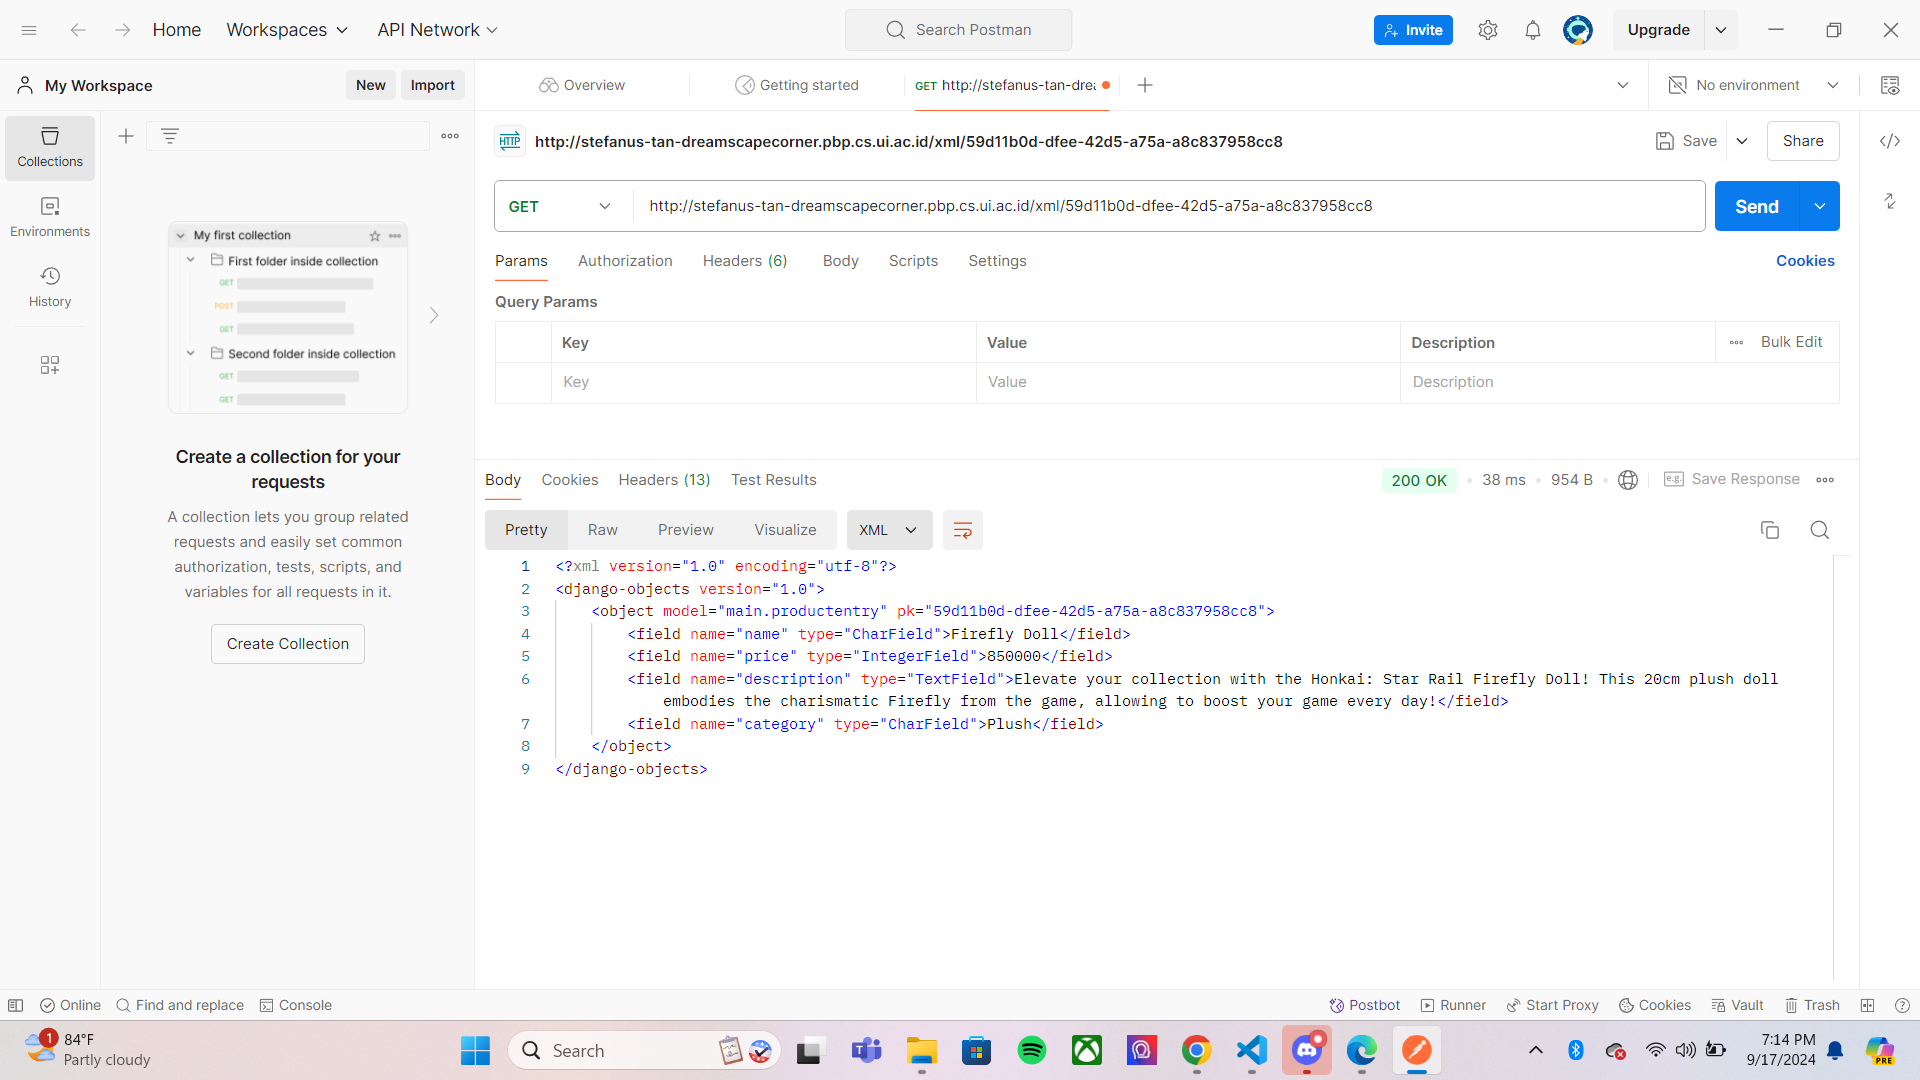 Home
Workspaces
API Network
Search Postman
Invite
Upgrade
My Workspace
New
Import
Overview
Getting started
GET http://stefanus-tan-drea
No environment
Collections
Environments
History
My first collection
First folder inside collection
GET
POST
GET
Second folder inside collection
GET
GET
Create a collection for your
requests
A collection lets you group related
requests and easily set common
authorization, tests, scripts, and
variables for all requests in it.
Create Collection
HTTP
http://stefanus-tan-dreamscapecorner.pbp.cs.ui.ac.id/xml/59d11b0d-dfee-42d5-a75a-a8c837958cc8
Save
Share
GET
http://stefanus-tan-dreamscapecorner.pbp.cs.ui.ac.id/xml/59d11b0d-dfee-42d5-a75a-a8c837958cc8
Send
Params
Authorization
Headers (6)
Body
Scripts
Settings
Cookies
Query Params
Key
Value
Description
Bulk Edit
Key
Value
Description
Body
Cookies
Headers (13)
Test Results
200 OK
38 ms
954 B
e.g.
Save Response
Pretty
Raw
Preview
Visualize
XML
1 <?xml version="1.0" encoding="utf-8"?>
2 <django-objects version="1.0">
3 <object model="main.productentry" pk="59d11b0d-dfee-42d5-a75a-a8c837958cc8">
4 <field name="name" type="CharField">Firefly Doll</field>
5 <field name="price" type="IntegerField">850000</field>
6 <field name="description" type="TextField">Elevate your collection with the Honkai: Star Rail Firefly Doll! This 20cm plush doll
embodies the charismatic Firefly from the game, allowing to boost your game every day!</field>
7 <field name="category" type="CharField">Plush</field>
8 </object>
9 </django-objects>
Online
Find and replace
Console
Postbot
Runner
Start Proxy
Cookies
Vault
Trash
1
84°F
Partly cloudy
Search
7:14 PM
9/17/2024
PRE